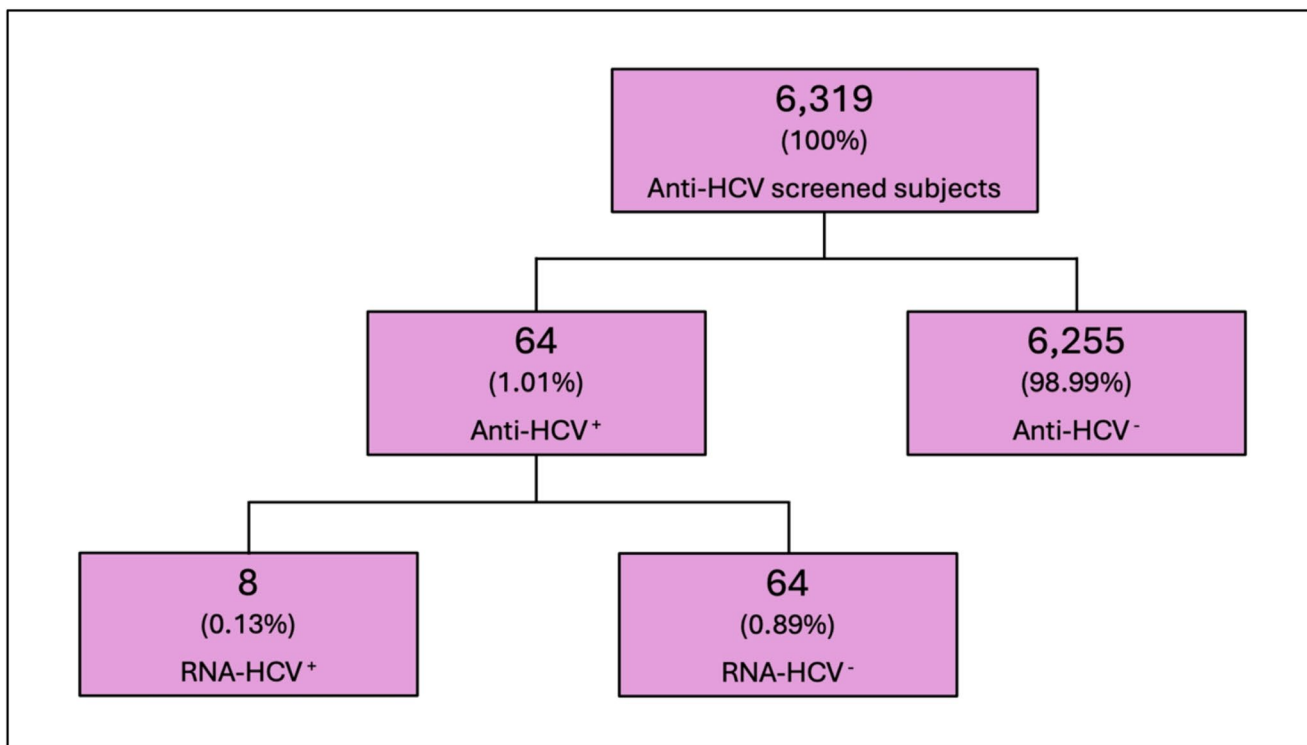 6,319
(100%)
Anti-HCV screened subjects
64
(1.01%)
Anti-HCV⁺
6,255
(98.99%)
Anti-HCV⁻
8
(0.13%)
RNA-HCV⁺
64
(0.89%)
RNA-HCV⁻